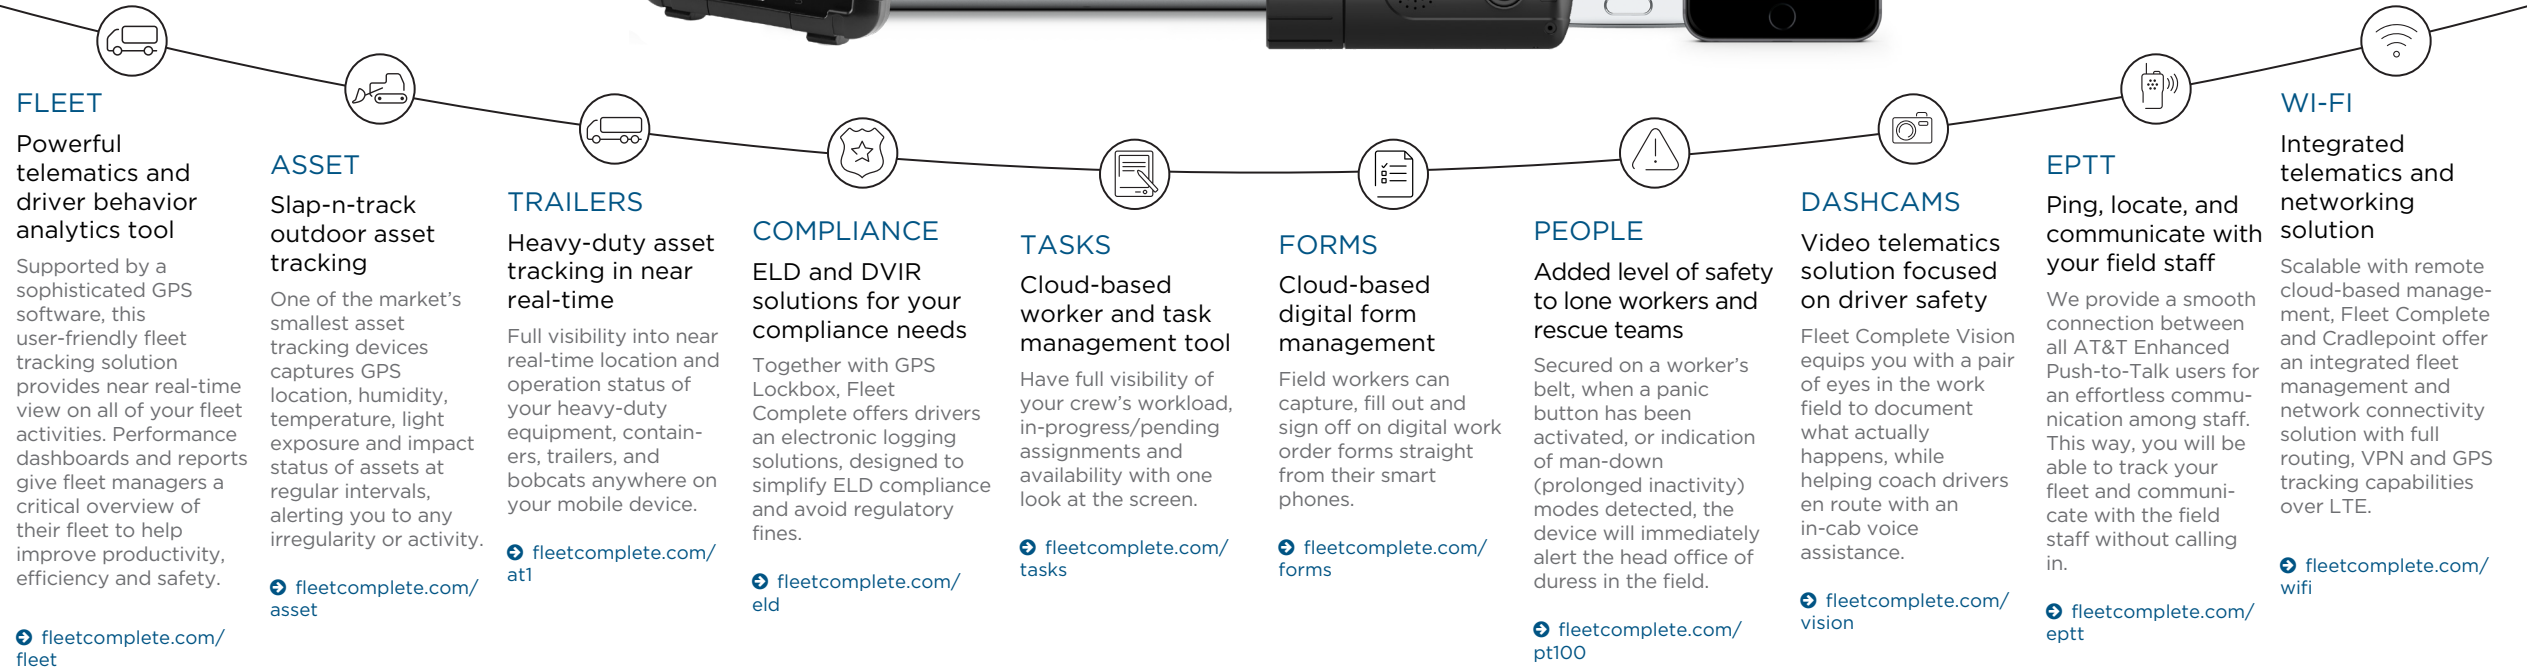 FLEET
Powerful
telematics and
driver behavior
analytics tool
Supported by a
sophisticated GPS
software, this
user-friendly fleet
tracking solution
provides near real-time
view on all of your fleet
activities. Performance
dashboards and reports
give fleet managers a
critical overview of
their fleet to help
improve productivity,
efficiency and safety.
fleetcomplete.com/
fleet
ASSET
Slap-n-track
outdoor asset
tracking
One of the market's
smallest asset
tracking devices
captures GPS
location, humidity,
temperature, light
exposure and impact
status of assets at
regular intervals,
alerting you to any
irregularity or activity.
fleetcomplete.com/
asset
TRAILERS
Heavy-duty asset
tracking in near
real-time
Full visibility into near
real-time location and
operation status of
your heavy-duty
equipment, contain-
ers, trailers, and
bobcats anywhere on
your mobile device.
fleetcomplete.com/
at1
COMPLIANCE
ELD and DVIR
solutions for your
compliance needs
Together with GPS
Lockbox, Fleet
Complete offers drivers
an electronic logging
solutions, designed to
simplify ELD compliance
and avoid regulatory
fines.
fleetcomplete.com/
eld
TASKS
Cloud-based
worker and task
management tool
Have full visibility of
your crew's workload,
in-progress/pending
assignments and
availability with one
look at the screen.
fleetcomplete.com/
tasks
FORMS
Cloud-based
digital form
management
Field workers can
capture, fill out and
sign off on digital work
order forms straight
from their smart
phones.
fleetcomplete.com/
forms
PEOPLE
Added level of safety
to lone workers and
rescue teams
Secured on a worker's
belt, when a panic
button has been
activated, or indication
of man-down
(prolonged inactivity)
modes detected, the
device will immediately
alert the head office of
duress in the field.
fleetcomplete.com/
pt100
DASHCAMS
Video telematics
solution focused
on driver safety
Fleet Complete Vision
equips you with a pair
of eyes in the work
field to document
what actually
happens, while
helping coach drivers
en route with an
in-cab voice
assistance.
fleetcomplete.com/
vision
EPTT
Ping, locate, and
communicate with
your field staff
We provide a smooth
connection between
all AT&T Enhanced
Push-to-Talk users for
an effortless commu-
nication among staff.
This way, you will be
able to track your
fleet and communi-
cate with the field
staff without calling
in.
fleetcomplete.com/
eptt
WI-FI
Integrated
telematics and
networking
solution
Scalable with remote
cloud-based manage-
ment, Fleet Complete
and Cradlepoint offer
an integrated fleet
management and
network connectivity
solution with full
routing, VPN and GPS
tracking capabilities
over LTE.
fleetcomplete.com/
wifi